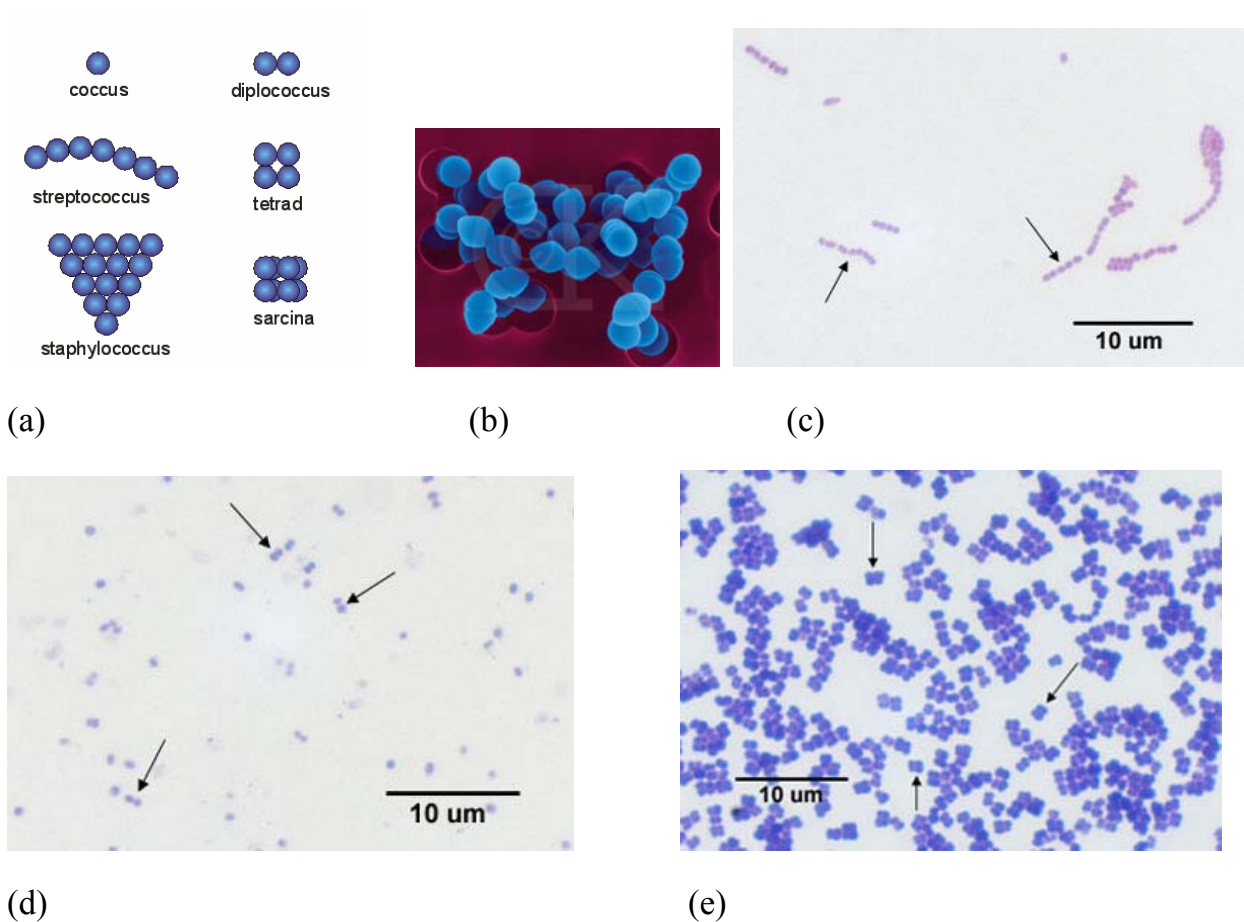 coccus
diplococcus
streptococcus
tetrad
staphylococcus
sarcina
10 um
(a)
(b)
(c)
10 um
10 um
(d)
(e)